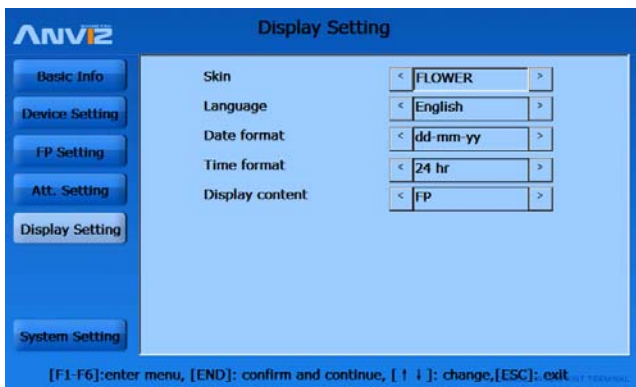 ANVIZ
Display Setting
Basic Info
Device Setting
FP Setting
Att. Setting
Display Setting
System Setting
Skin < FLOWER >
Language < English >
Date format < dd-mm-yy >
Time format < 24 hr >
Display content < FP >
[F1-F6]:enter menu, [END]: confirm and continue, [↑ ↓]: change,[ESC]: exit